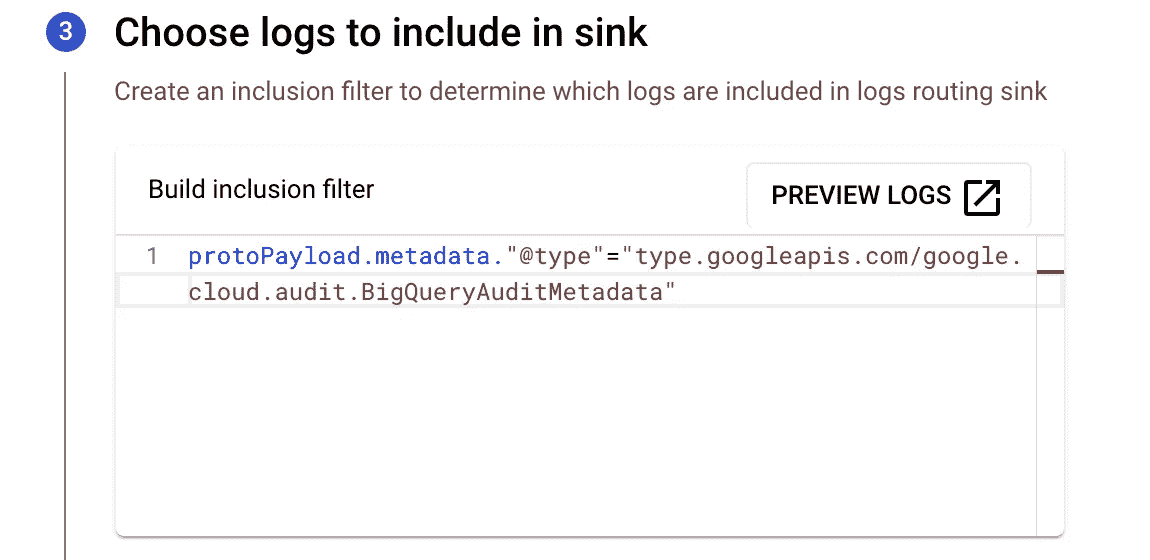 3 Choose logs to include in sink
Create an inclusion filter to determine which logs are included in logs routing sink
Build inclusion filter PREVIEW LOGS
1 protoPayload.metadata."@type"="type.googleapis.com/google.
cloud.audit.BigQueryAuditMetadata"